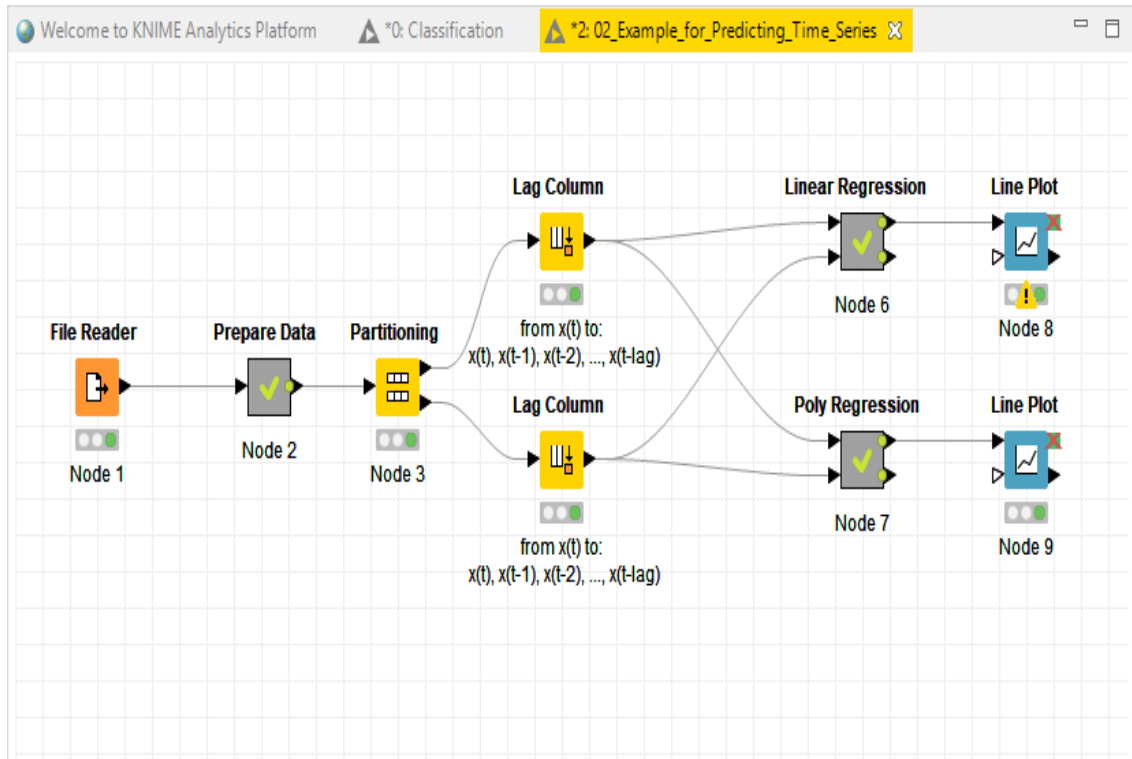 Welcome to KNIME Analytics Platform
*0: Classification
*2: 02_Example_for_Predicting_Time_Series
Lag Column
Linear Regression
Line Plot
Node 6
from x(t) to:
x(t), x(t-1), x(t-2), ..., x(t-lag)
Node 8
File Reader
Prepare Data
Partitioning
Node 1
Node 2
Node 3
Lag Column
Poly Regression
Line Plot
Node 7
from x(t) to:
x(t), x(t-1), x(t-2), ..., x(t-lag)
Node 9